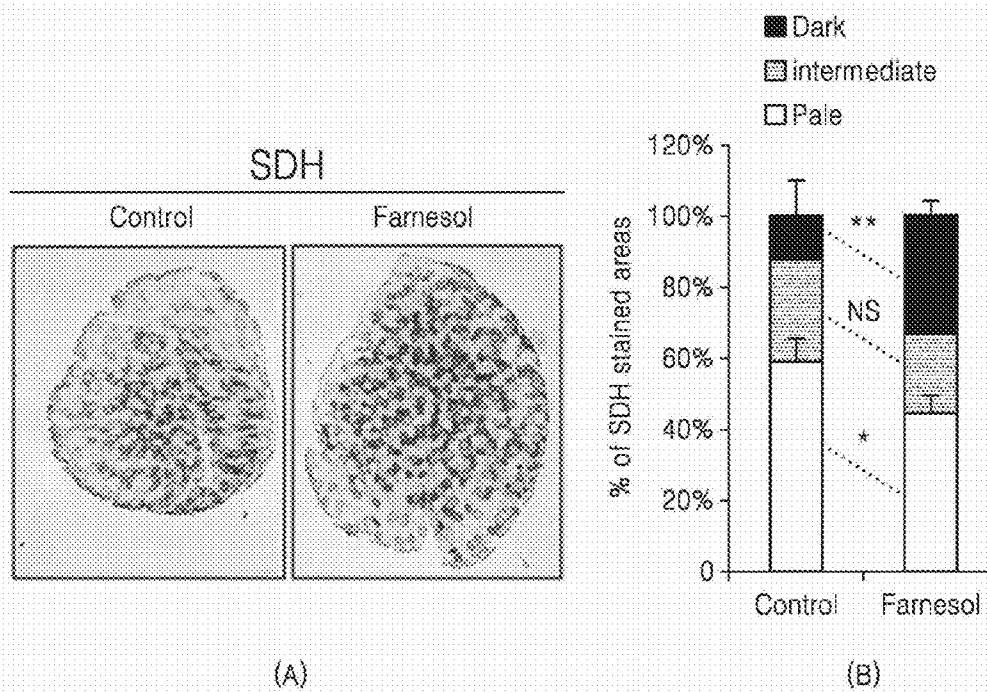 SDH
Control Farnesol
(A)
Dark
intermediate
Pale
% of SDH stained areas
120%
100%
80%
60%
40%
20%
0
**
NS
*
Control Farnesol
(B)